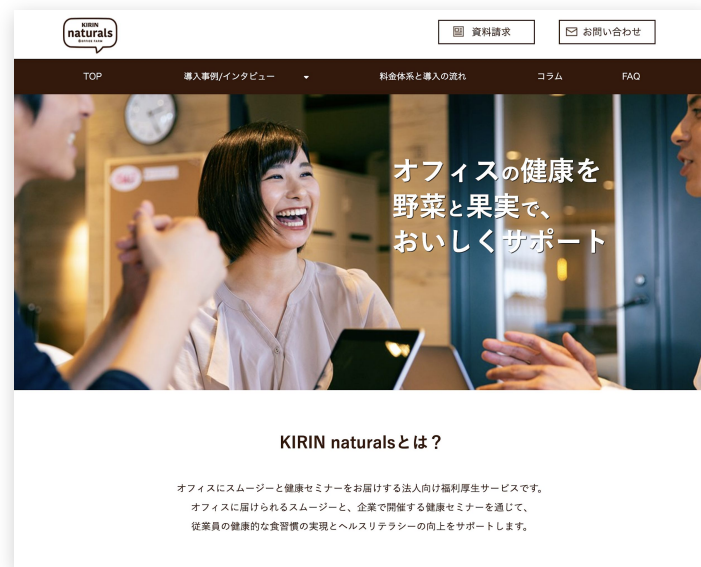 KIRIN
naturals
資料請求
お問い合わせ
TOP
導入事例/インタビュー
料金体系と導入の流れ
コラム
FAQ
オフィスの健康を
野菜と果実で、
おいしくサポート
KIRIN naturalsとは？
オフィスにスムージーと健康セミナーをお届けする法人向け福利厚生サービスです。
オフィスに届けられるスムージーと、企業で開催する健康セミナーを通じて、
従業員の健康的な食習慣の実現とヘルスリテラシーの向上をサポートします。